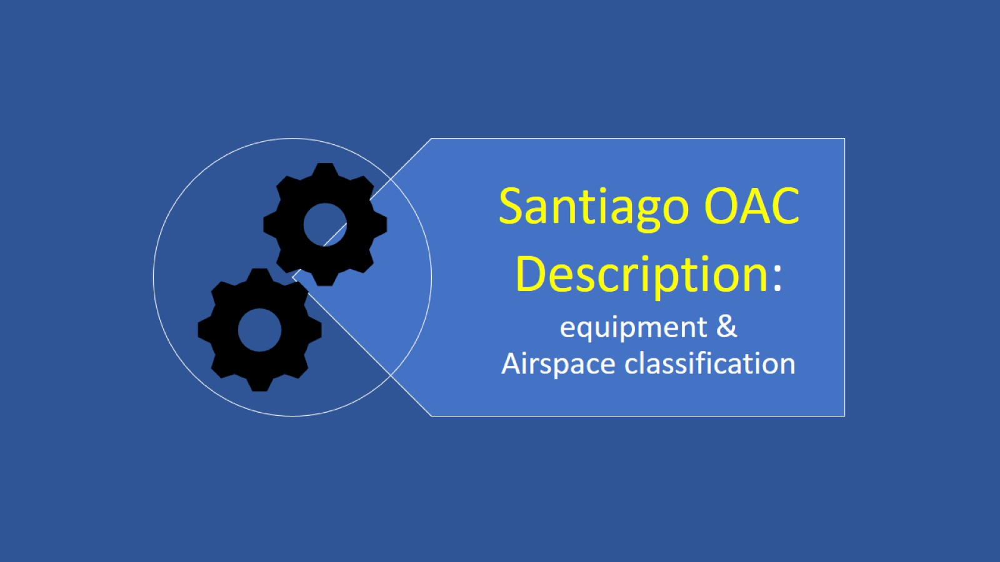 Santiago OAC
Description:
equipment &
Airspace classification